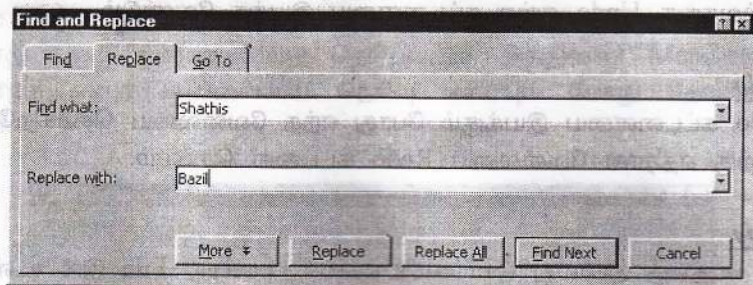 Find and Replace
Find Replace Go To
Find what: Shathis
Replace with: Bazil
More Replace Replace All Find Next Cancel